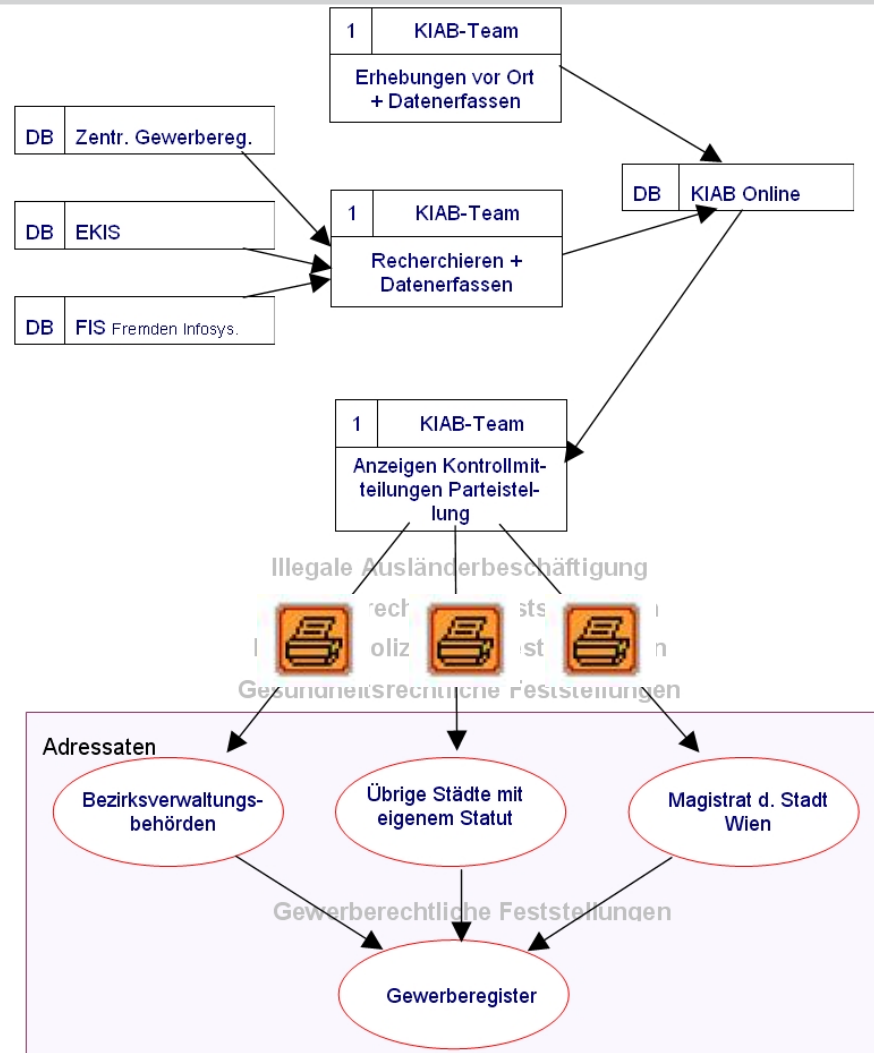 1 KIAB-Team
Erhebungen vor Ort
+ Datenerfassen
DB Zentr. Gewerbereg.
DB EKIS
DB FIS Fremden Infosys.
1 KIAB-Team
Recherchieren +
Datenerfassen
DB KIAB Online
1 KIAB-Team
Anzeigen Kontrollmit-
teilungen Parteistel-
lung
Illegale Ausländerbeschäftigung
Gesundheitsrechtliche Feststellungen
Adressaten
Bezirksverwaltungs-
behörden
Übrige Städte mit
eigenem Statut
Magistrat d. Stadt
Wien
Gewerberechtliche Feststellungen
Gewerberegister